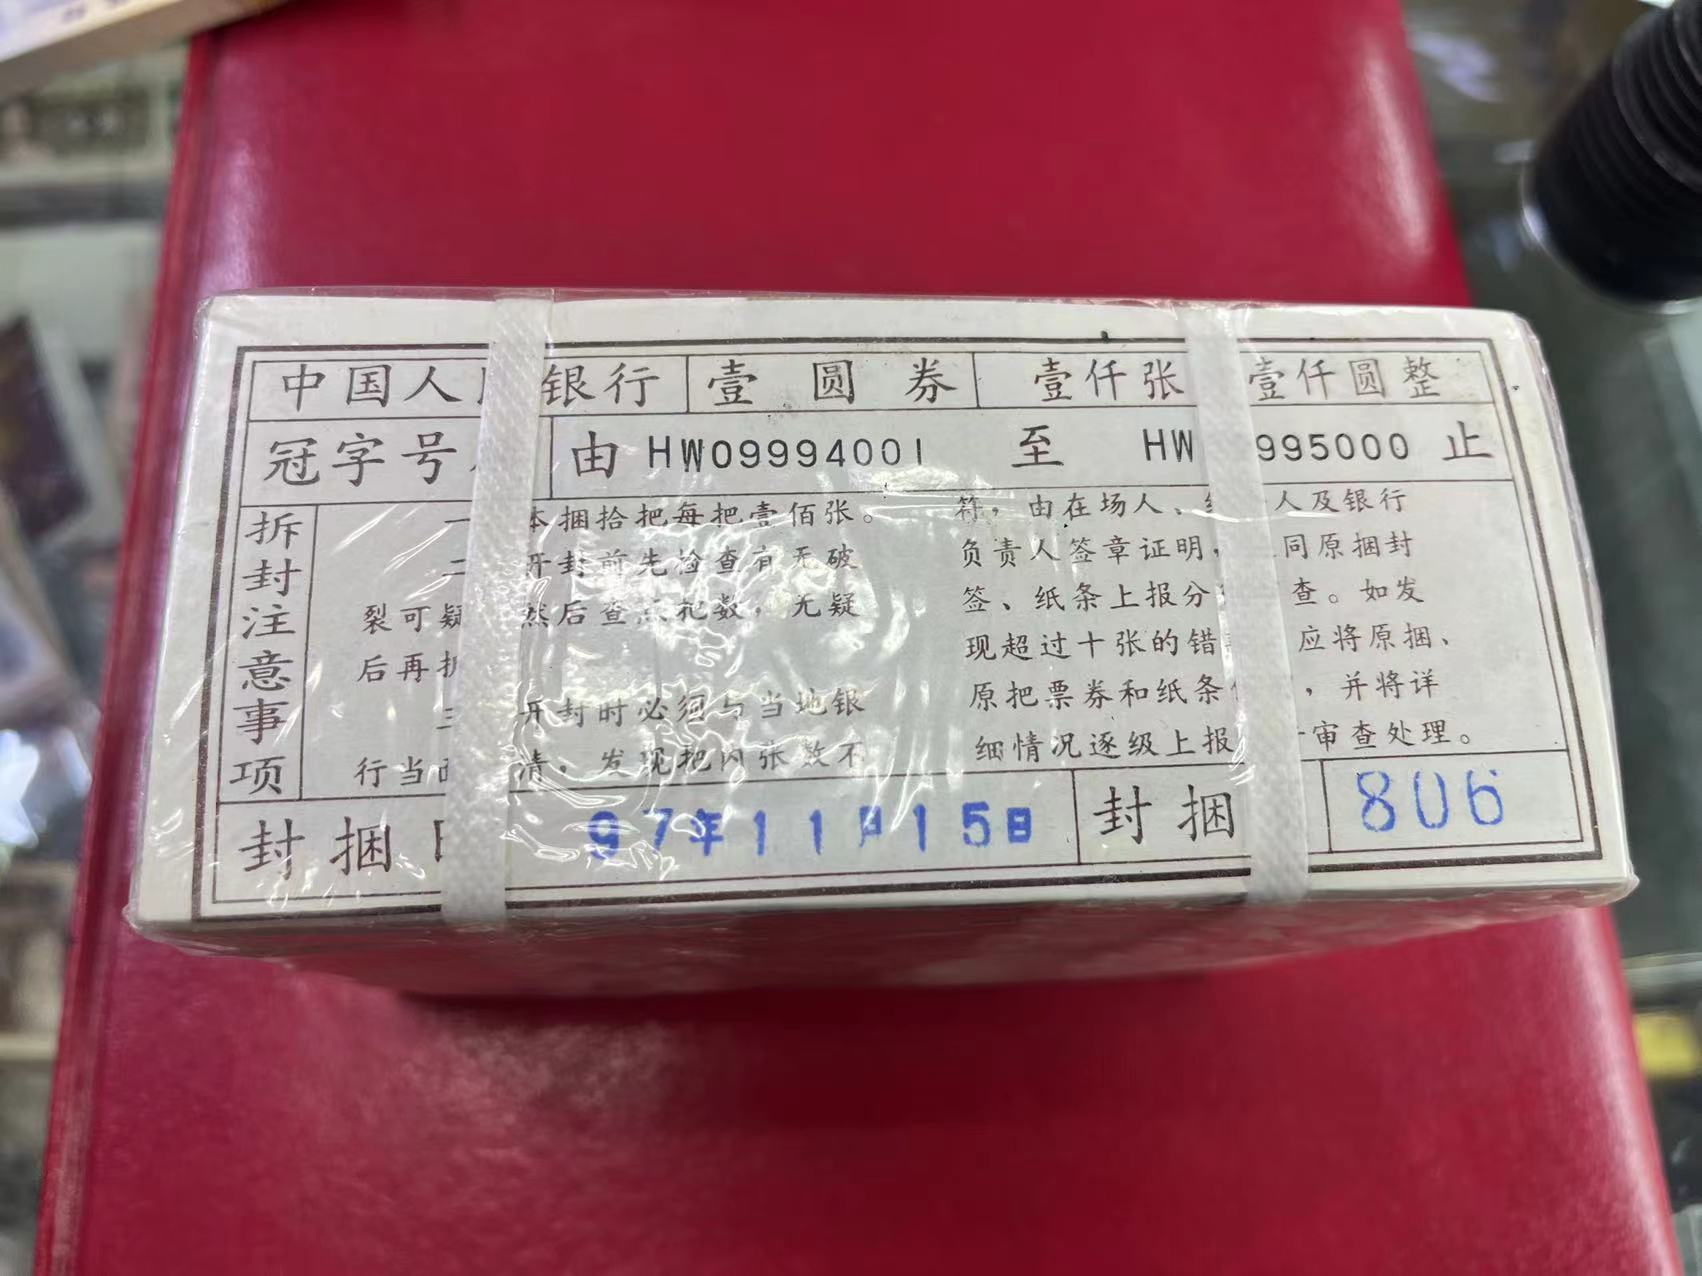 中国人 银行 壹圆券 壹仟张 壹仟圆整
冠字号 由 HW09994001 至 HW 995000 止
拆封注意事项
一 本捆拾把每把壹佰张。
二 开封前先检查有无破
裂可疑 然后查点把数，无疑
后再拆
三 开封时必须与当地银
行当面 清，发现把内张数不
符，由在场人、 人及银行
负责人签章证明， 同原捆封
签、纸条上报分 查。如发
现超过十张的错 应将原捆、
原把票券和纸条 ，并将详
细情况逐级上报 审查处理。
封捆 97年11月15日 封捆 806